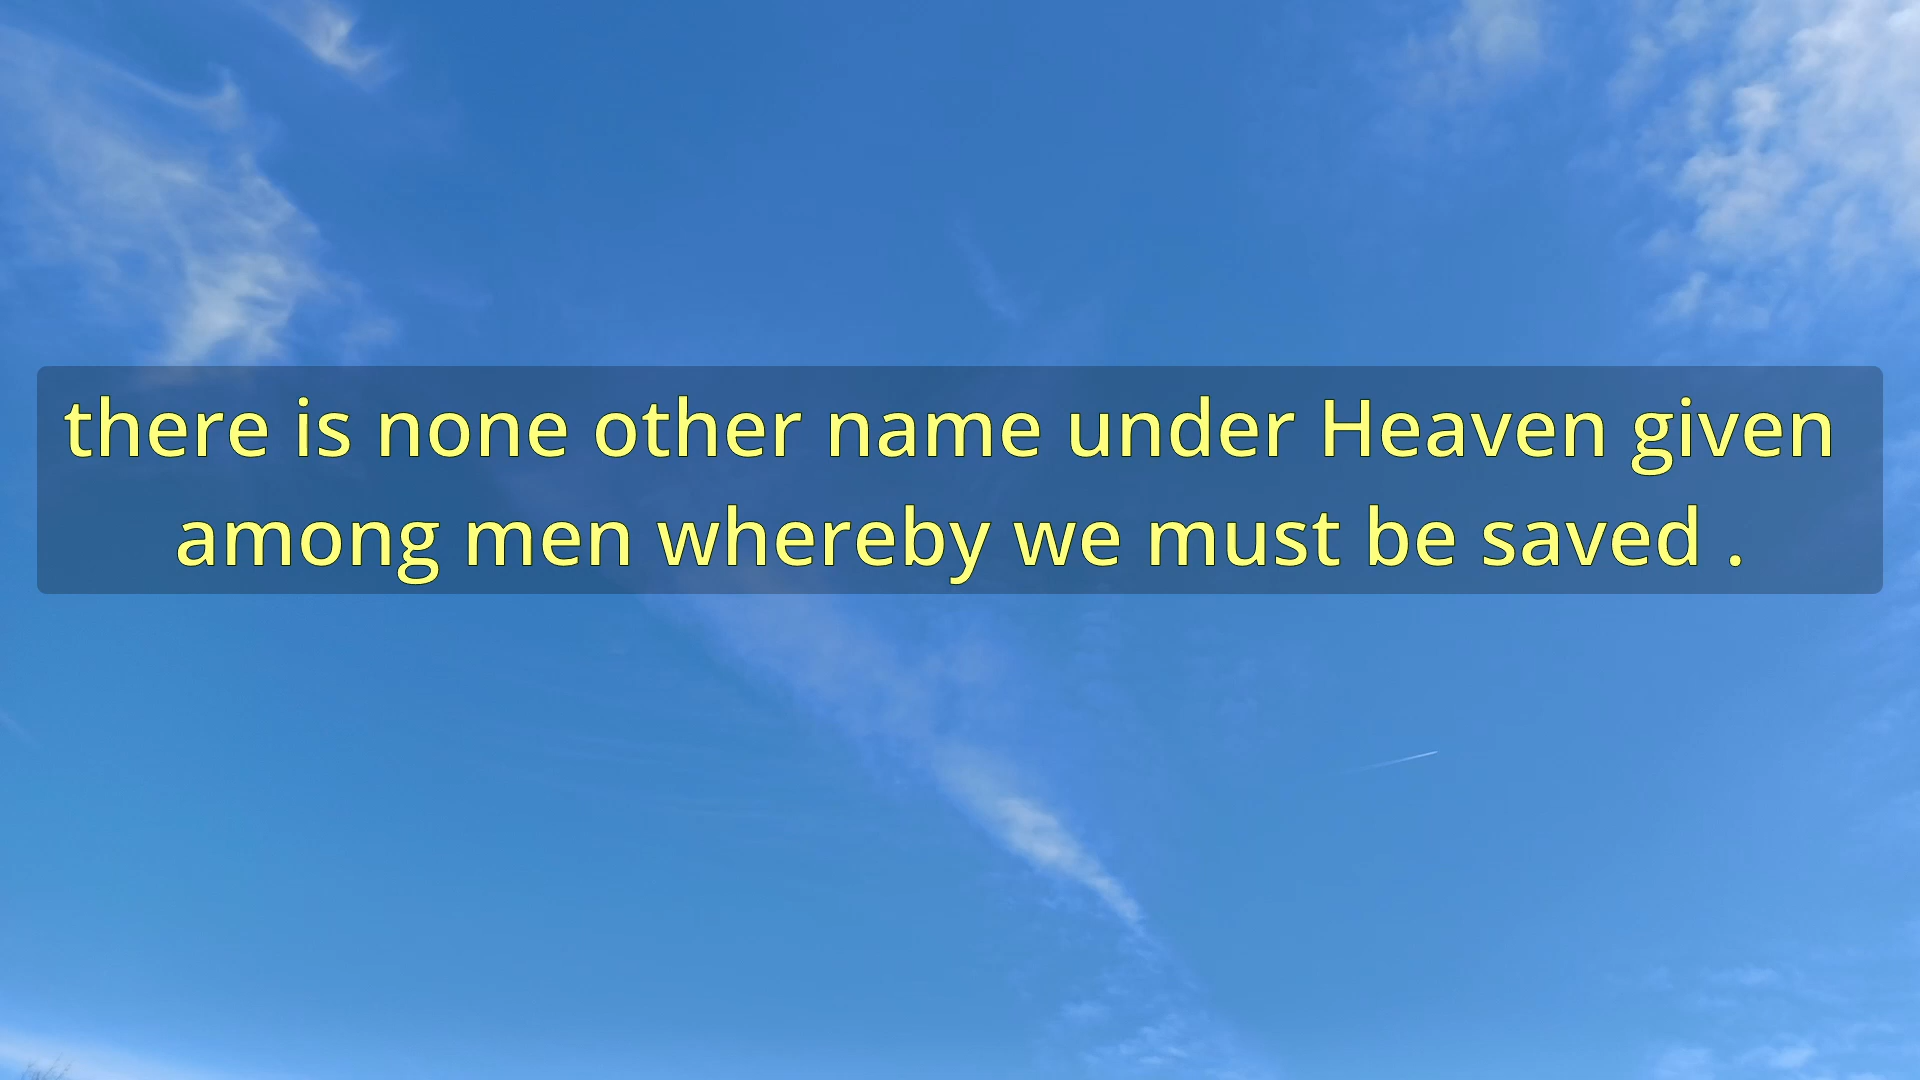 there is none other name under Heaven given
among men whereby we must be saved .